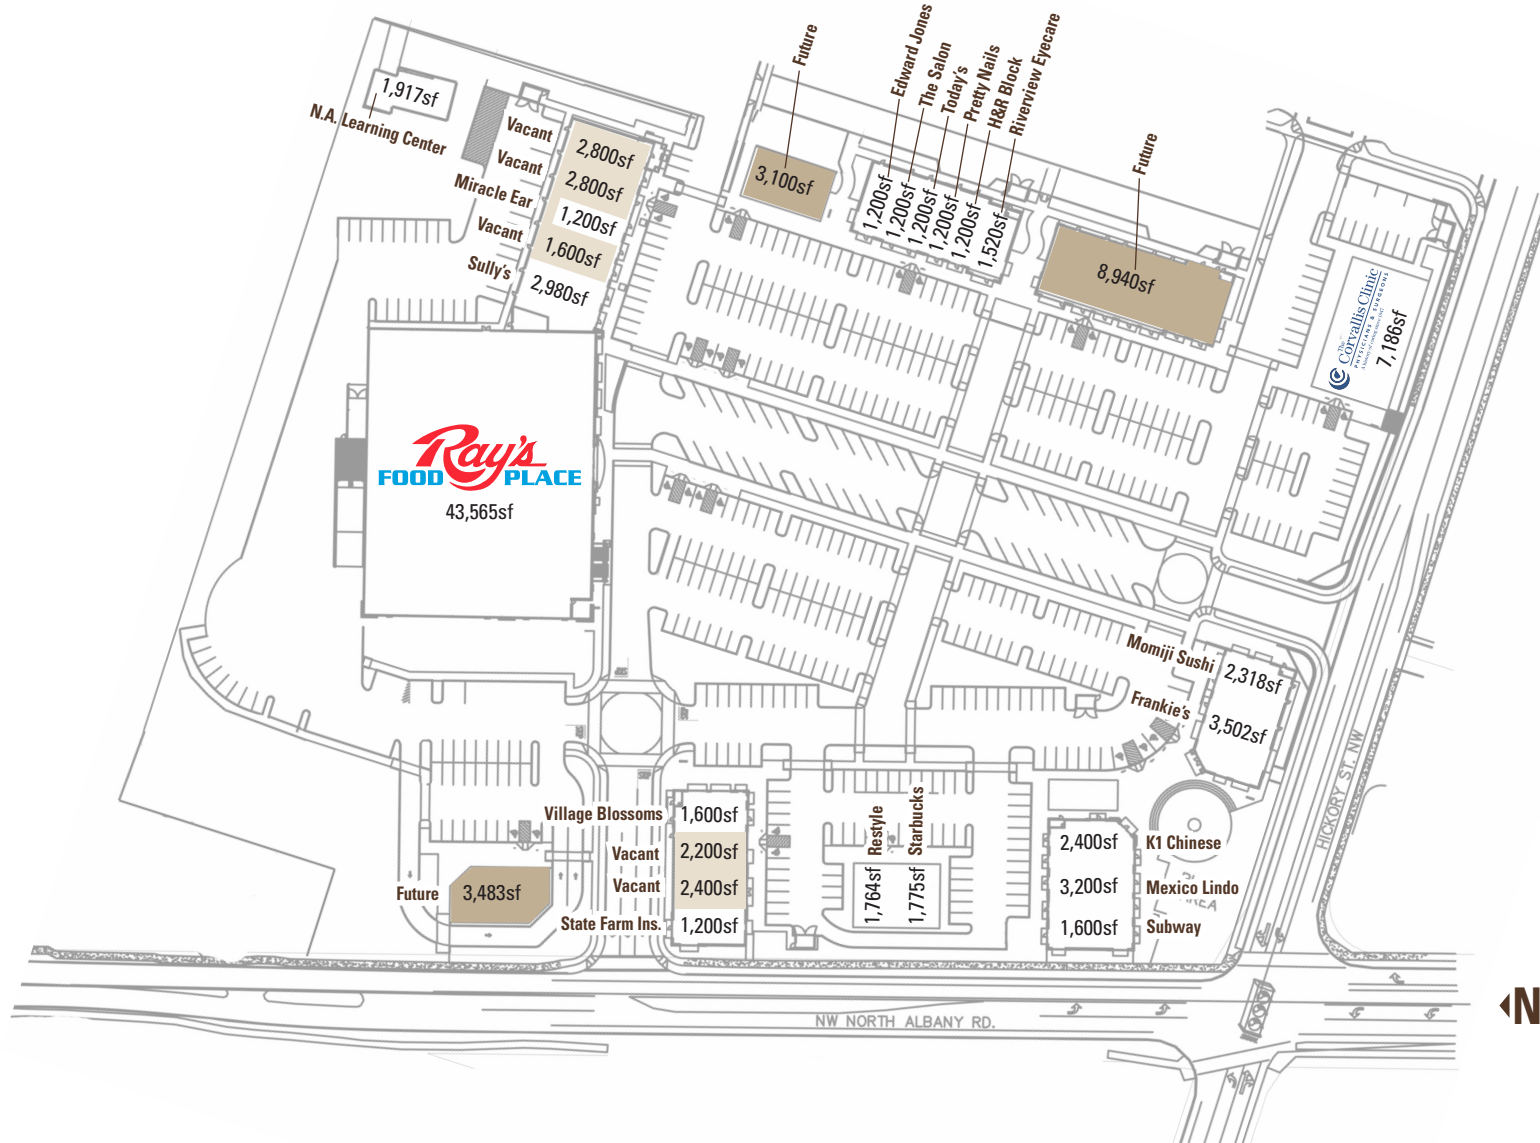 1,917sf
N.A. Learning Center
Vacant
2,800sf
Vacant
2,800sf
Miracle Ear
1,200sf
Vacant
1,600sf
Sully's
2,980sf
Future
3,100sf
Edward Jones
1,200sf
The Salon
1,200sf
Today's
1,200sf
Pretty Nails
1,200sf
H&R Block
1,200sf
Riverview Eyecare
1,520sf
Future
8,940sf
The
Corvallis Clinic
PHYSICIANS & SURGEONS
7,186sf
Ray's
FOOD PLACE
43,565sf
Momiji Sushi
2,318sf
Frankie's
3,502sf
HICKORY ST. NW
Village Blossoms
1,600sf
Vacant
2,200sf
Vacant
2,400sf
State Farm Ins.
1,200sf
Future
3,483sf
Restyle
1,764sf
Starbucks
1,775sf
2,400sf
K1 Chinese
3,200sf
Mexico Lindo
1,600sf
Subway
NW NORTH ALBANY RD.
N